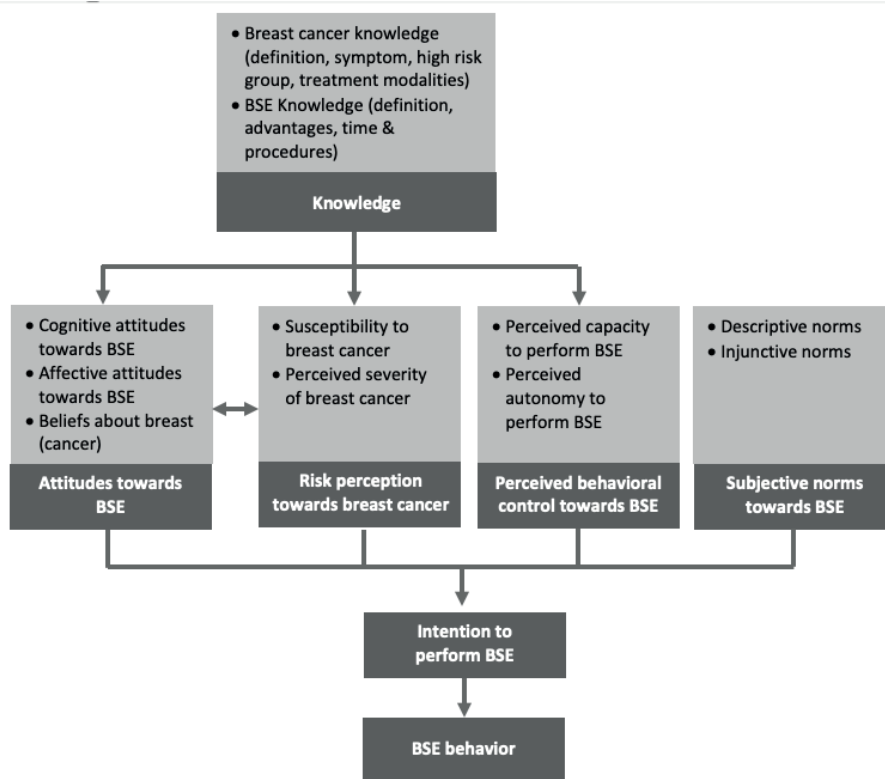 • Breast cancer knowledge
(definition, symptom, high risk
group, treatment modalities)
• BSE Knowledge (definition,
advantages, time &
procedures)
Knowledge
• Cognitive attitudes
towards BSE
• Affective attitudes
towards BSE
• Beliefs about breast
(cancer)
Attitudes towards
BSE
• Susceptibility to
breast cancer
• Perceived severity
of breast cancer
Risk perception
towards breast cancer
• Perceived capacity
to perform BSE
• Perceived
autonomy to
perform BSE
Perceived behavioral
control towards BSE
• Descriptive norms
• Injunctive norms
Subjective norms
towards BSE
Intention to
perform BSE
BSE behavior